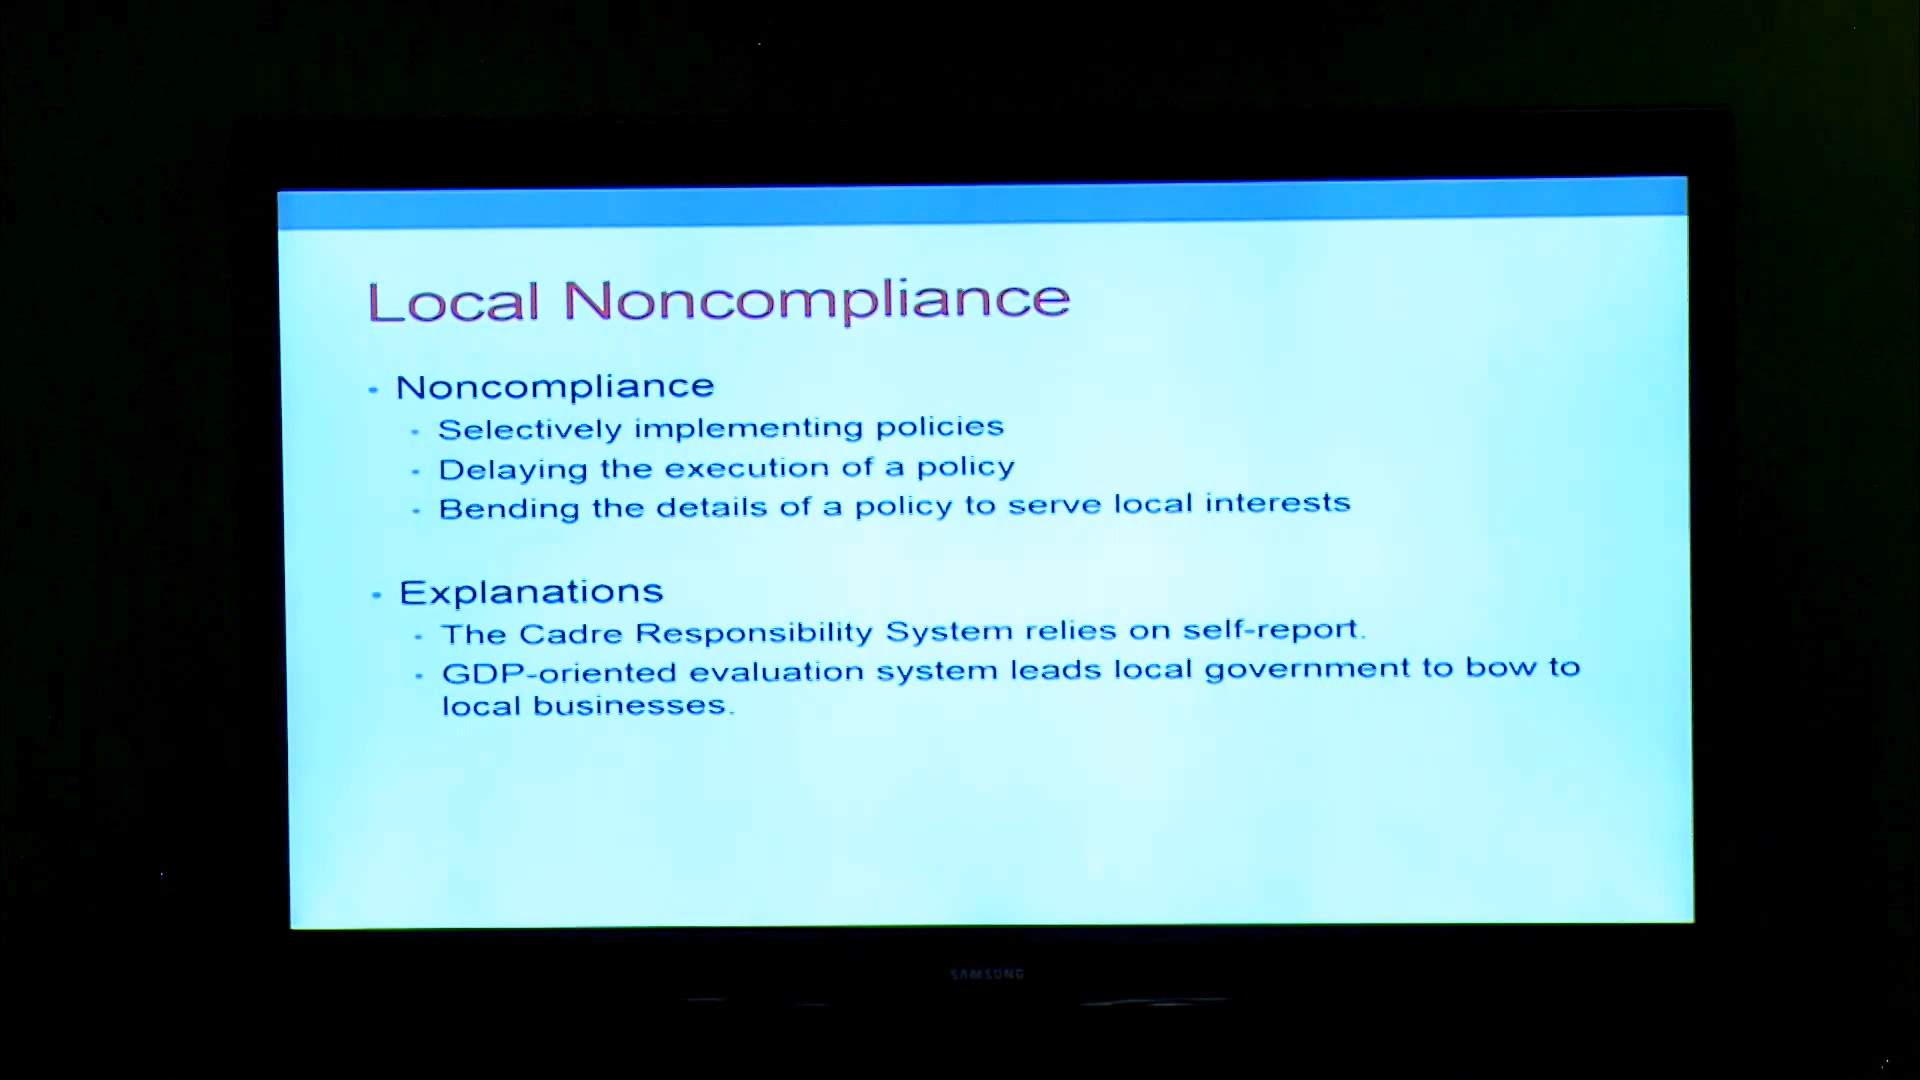 Local Noncompliance
• Noncompliance
• Selectively implementing policies
• Delaying the execution of a policy
• Bending the details of a policy to serve local interests
• Explanations
• The Cadre Responsibility System relies on self-report.
• GDP-oriented evaluation system leads local government to bow to
local businesses.
SAMSUNG